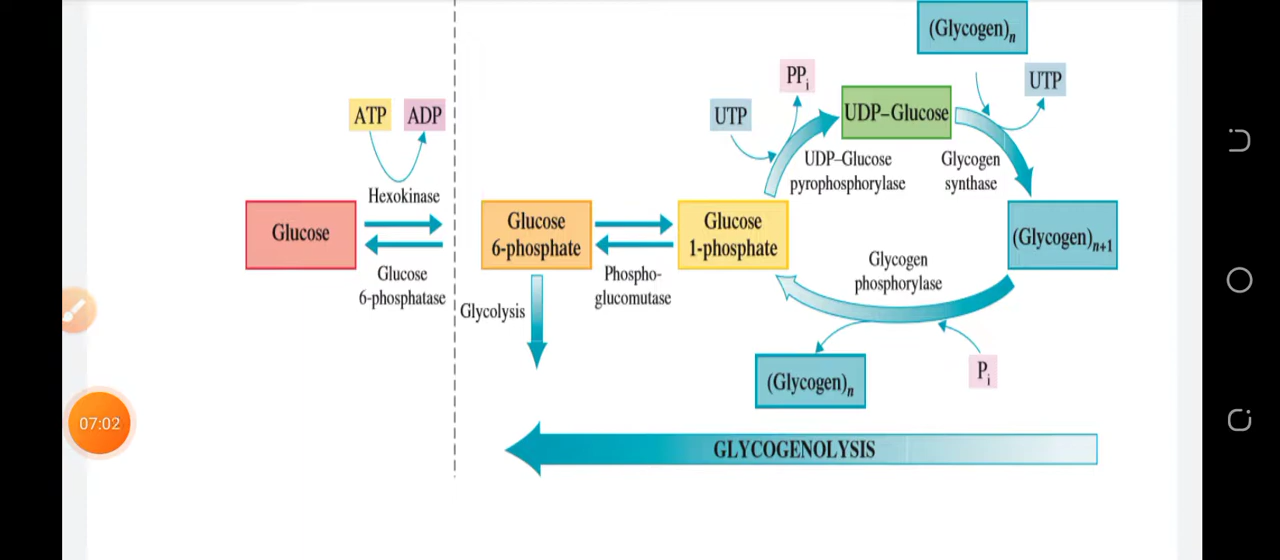 (Glycogen)n
PPi
UTP
UTP
UDP–Glucose
ATP
ADP
UDP–Glucose
pyrophosphorylase
Glycogen
synthase
Hexokinase
Glucose
Glucose
6-phosphate
Glucose
1-phosphate
(Glycogen)n+1
Glucose
6-phosphatase
Phospho-
glucomutase
Glycogen
phosphorylase
Glycolysis
(Glycogen)n
Pi
07:02
GLYCOGENOLYSIS